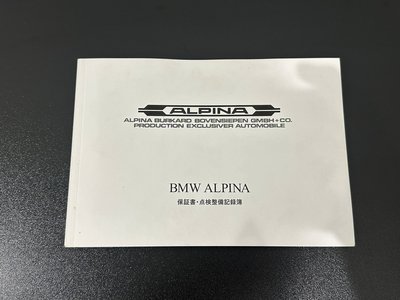 ALPINA
ALPINA BURKARD BOVENSIEPEN GMBH+CO.
PRODUCTION EXCLUSIVER AUTOMOBILE
BMW ALPINA
保証書・点検整備記録簿